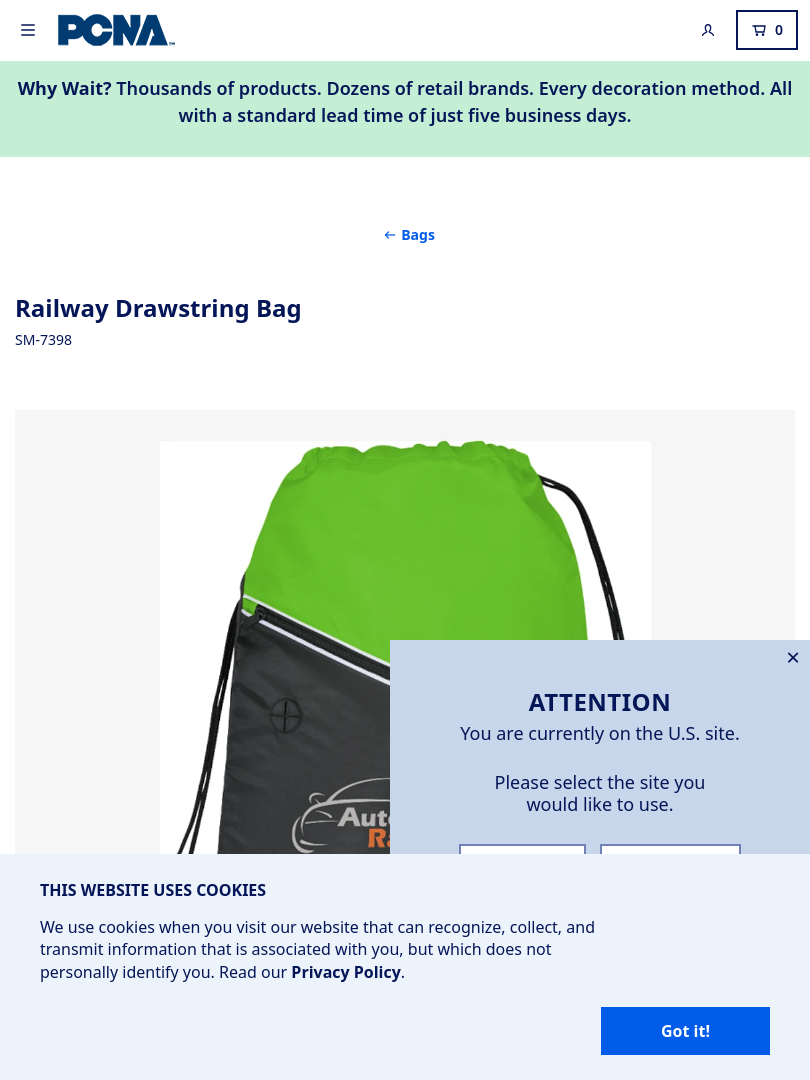 PCNA
0
Why Wait? Thousands of products. Dozens of retail brands. Every decoration method. All
with a standard lead time of just five business days.
← Bags
Railway Drawstring Bag
SM-7398
ATTENTION
You are currently on the U.S. site.
Please select the site you
would like to use.
THIS WEBSITE USES COOKIES
We use cookies when you visit our website that can recognize, collect, and
transmit information that is associated with you, but which does not
personally identify you. Read our Privacy Policy.
Got it!